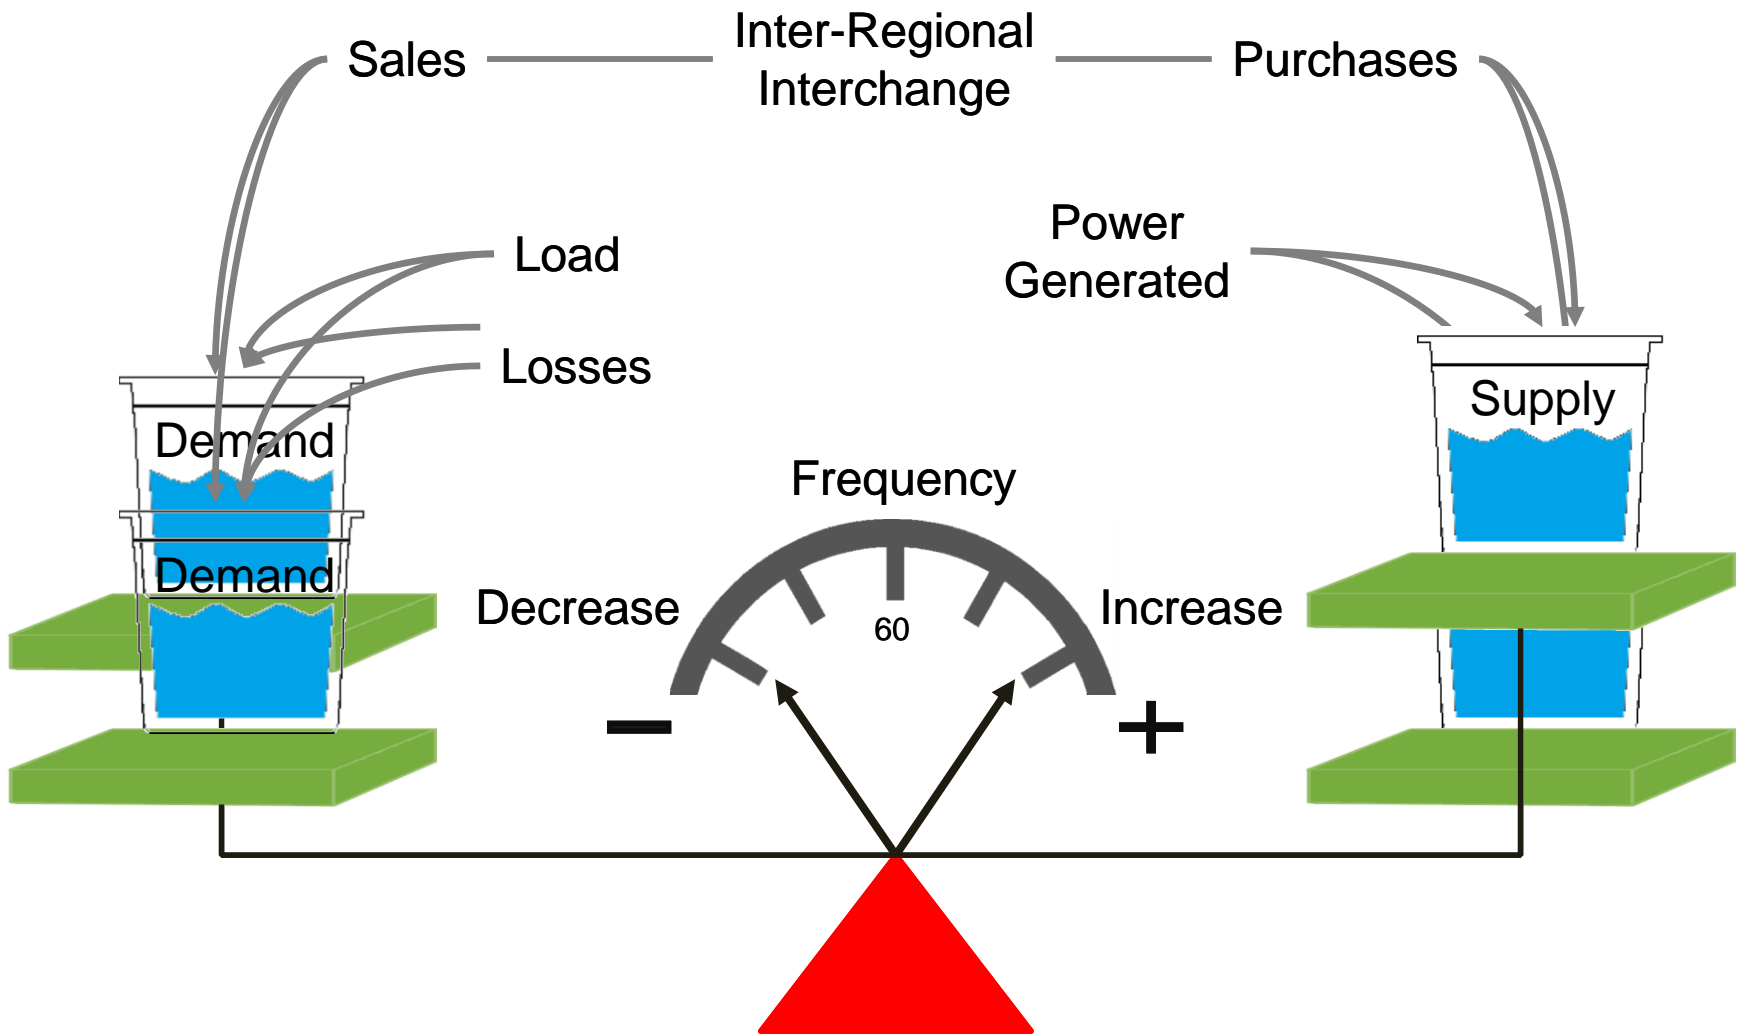 Sales
Inter-Regional
Interchange
Purchases
Load
Power
Generated
Losses
Demand
Supply
Frequency
Demand
Decrease
60
Increase
−
+